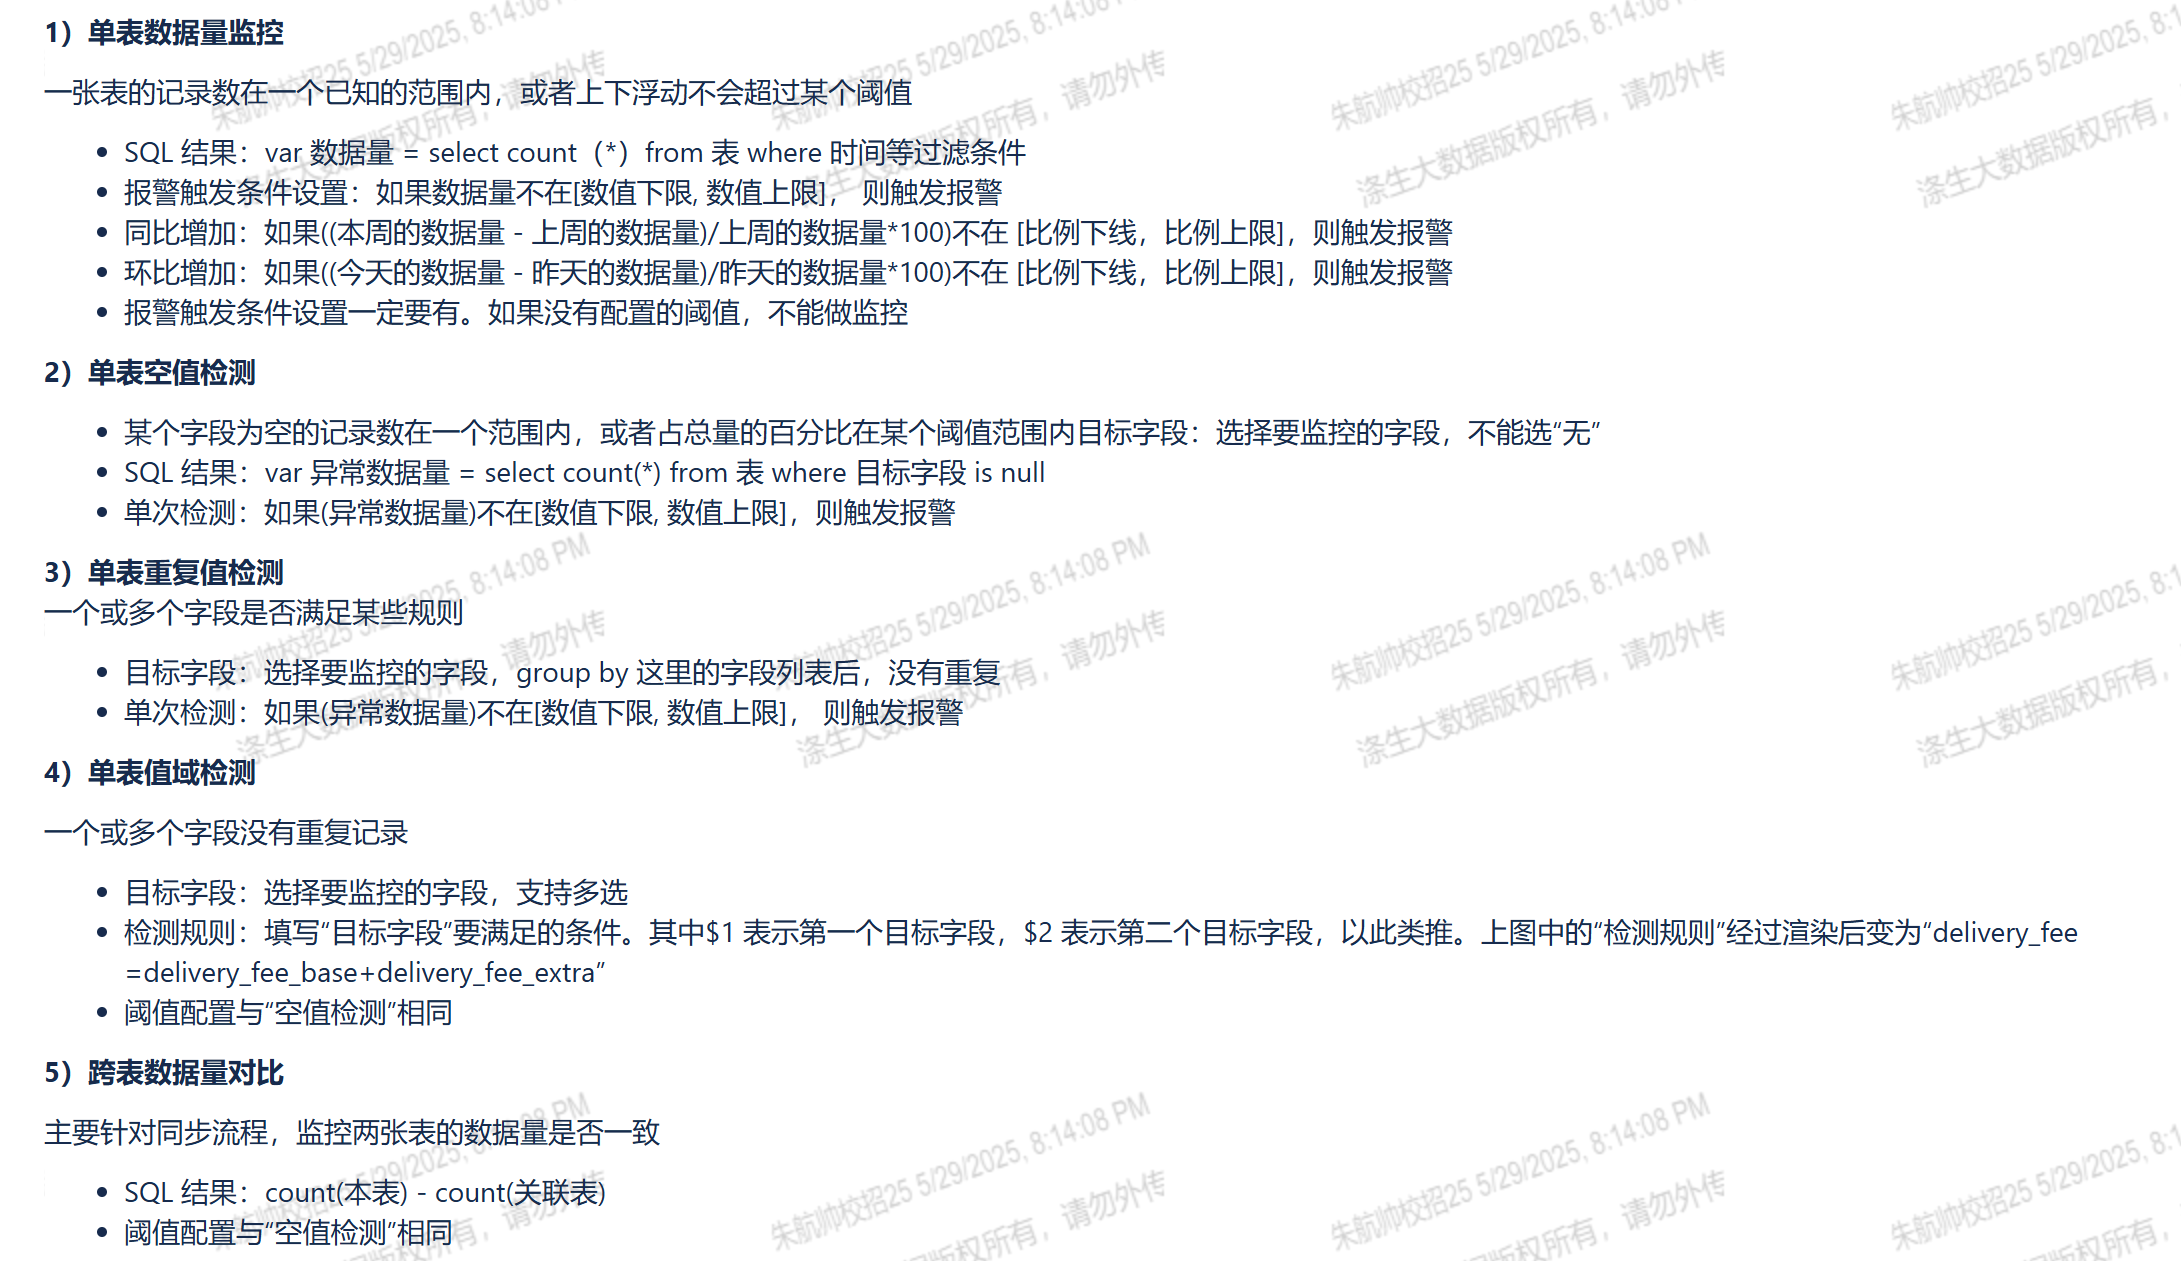 1）单表数据量监控
一张表的记录数在一个已知的范围内，或者上下浮动不会超过某个阈值
• SQL 结果：var 数据量 = select count（*）from 表 where 时间等过滤条件
• 报警触发条件设置：如果数据量不在[数值下限, 数值上限]， 则触发报警
• 同比增加：如果((本周的数据量 - 上周的数据量)/上周的数据量*100)不在 [比例下线，比例上限]，则触发报警
• 环比增加：如果((今天的数据量 - 昨天的数据量)/昨天的数据量*100)不在 [比例下线，比例上限]，则触发报警
• 报警触发条件设置一定要有。如果没有配置的阈值，不能做监控
2）单表空值检测
• 某个字段为空的记录数在一个范围内，或者占总量的百分比在某个阈值范围内目标字段：选择要监控的字段，不能选“无”
• SQL 结果：var 异常数据量 = select count(*) from 表 where 目标字段 is null
• 单次检测：如果(异常数据量)不在[数值下限, 数值上限]，则触发报警
3）单表重复值检测
一个或多个字段是否满足某些规则
• 目标字段：选择要监控的字段，group by 这里的字段列表后，没有重复
• 单次检测：如果(异常数据量)不在[数值下限, 数值上限]， 则触发报警
4）单表值域检测
一个或多个字段没有重复记录
• 目标字段：选择要监控的字段，支持多选
• 检测规则：填写“目标字段”要满足的条件。其中$1 表示第一个目标字段，$2 表示第二个目标字段，以此类推。上图中的“检测规则”经过渲染后变为“delivery_fee
=delivery_fee_base+delivery_fee_extra”
• 阈值配置与“空值检测”相同
5）跨表数据量对比
主要针对同步流程，监控两张表的数据量是否一致
• SQL 结果：count(本表) - count(关联表)
• 阈值配置与“空值检测”相同
朱航帅校招25 5/29/2025, 8:14:08 PM
涤生大数据版权所有，请勿外传